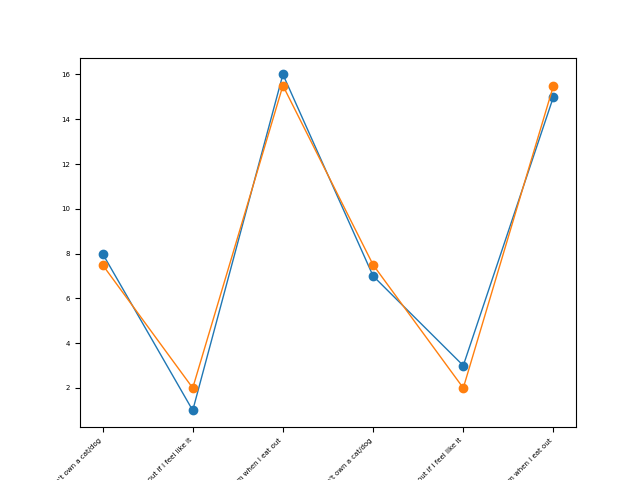 16
14
12
10
8
6
4
2
't own a cat/dog
out if I feel like it
when I eat out
't own a cat/dog
out if I feel like it
when I eat out